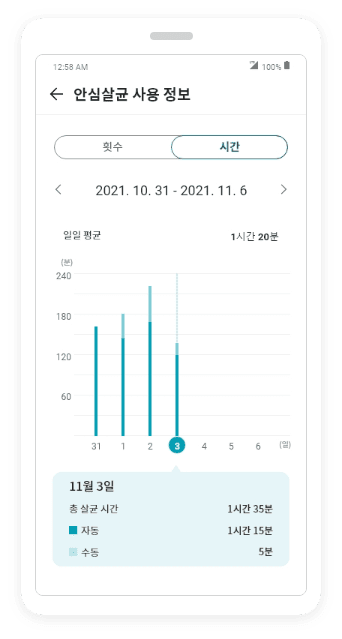 12:58 AM 100%
안심살균 사용 정보
횟수 시간
2021. 10. 31 - 2021. 11. 6
일일 평균 1시간 20분
(분)
240
180
120
60
31 1 2 3 4 5 6 (일)
11월 3일
총 살균 시간 1시간 35분
자동 1시간 15분
수동 5분